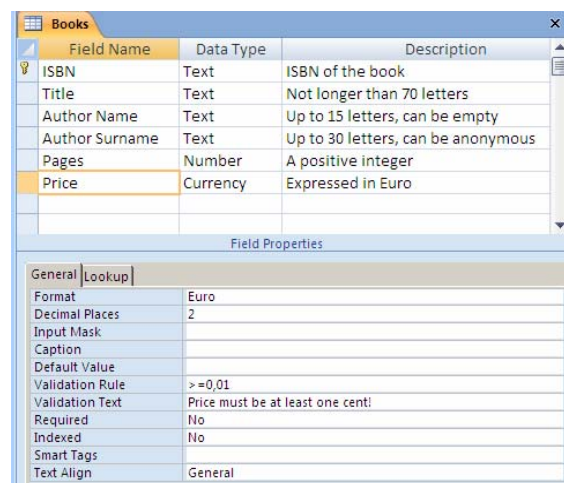 Books
Field Name Data Type Description
ISBN Text ISBN of the book
Title Text Not longer than 70 letters
Author Name Text Up to 15 letters, can be empty
Author Surname Text Up to 30 letters, can be anonymous
Pages Number A positive integer
Price Currency Expressed in Euro
Field Properties
General Lookup
Format Euro
Decimal Places 2
Input Mask
Caption
Default Value
Validation Rule >=0,01
Validation Text Price must be at least one cent!
Required No
Indexed No
Smart Tags
Text Align General